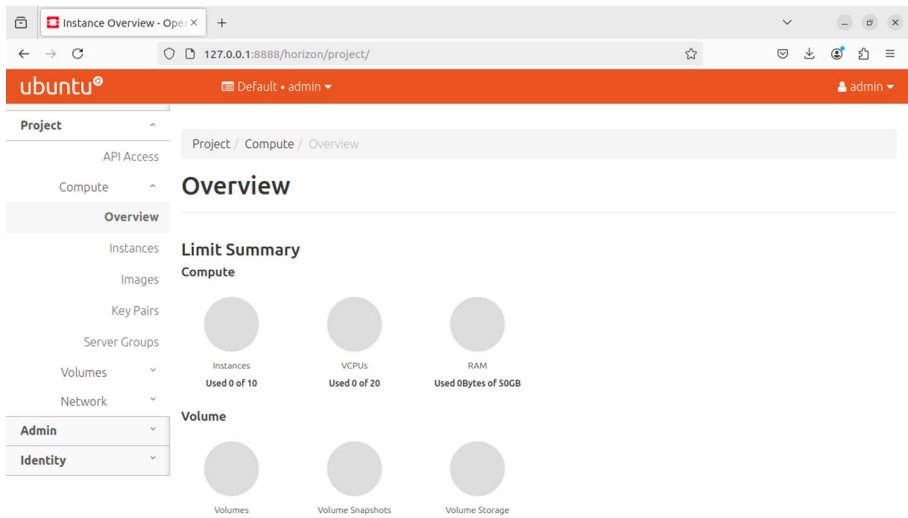 Instance Overview - Ope
127.0.0.1:8888/horizon/project/
ubuntu
Default • admin
admin
Project
API Access
Compute
Overview
Instances
Images
Key Pairs
Server Groups
Volumes
Network
Admin
Identity
Project / Compute / Overview
Overview
Limit Summary
Compute
Instances VCPUs RAM
Used 0 of 10 Used 0 of 20 Used 0Bytes of 50GB
Volume
Volumes Volume Snapshots Volume Storage